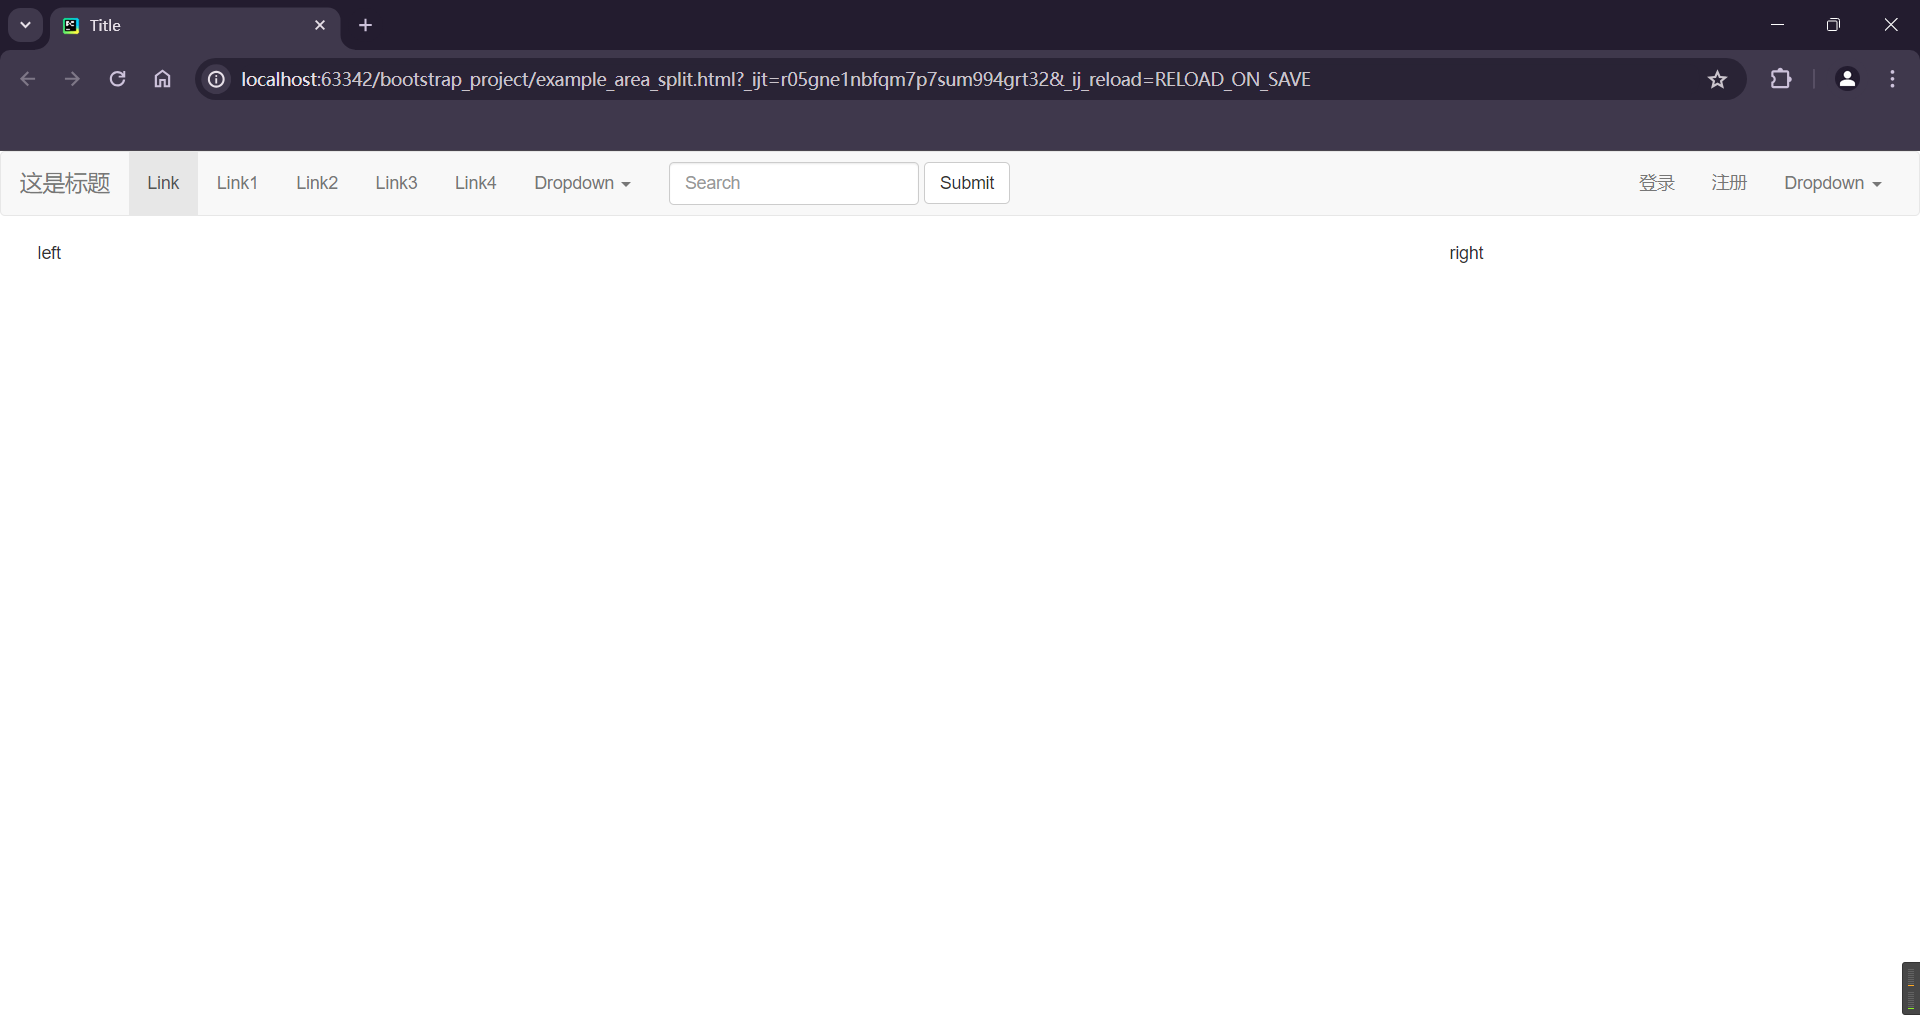 Title
localhost:63342/bootstrap_project/example_area_split.html?_ijt=r05gne1nbfqm7p7sum994grt32&_ij_reload=RELOAD_ON_SAVE
这是标题 Link Link1 Link2 Link3 Link4 Dropdown Search Submit 登录 注册 Dropdown
left right